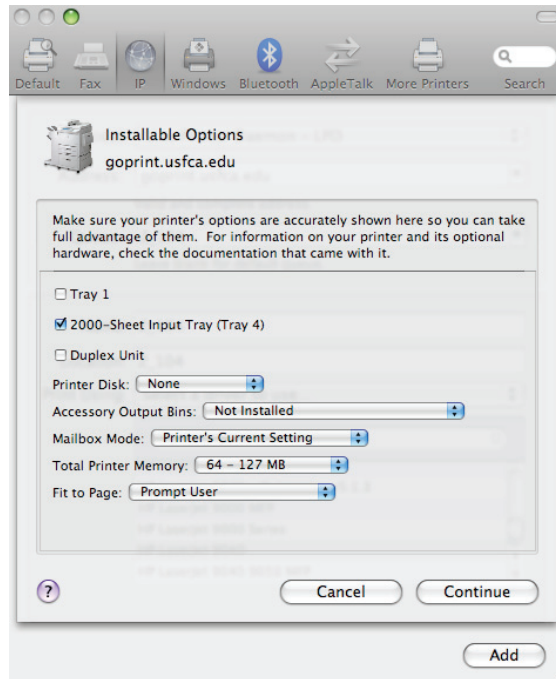 Default Fax IP Windows Bluetooth AppleTalk More Printers Search
Installable Options
goprint.usfca.edu
Make sure your printer's options are accurately shown here so you can take
full advantage of them. For information on your printer and its optional
hardware, check the documentation that came with it.
Tray 1
2000-Sheet Input Tray (Tray 4)
Duplex Unit
Printer Disk: None
Accessory Output Bins: Not Installed
Mailbox Mode: Printer's Current Setting
Total Printer Memory: 64 - 127 MB
Fit to Page: Prompt User
? Cancel Continue
Add